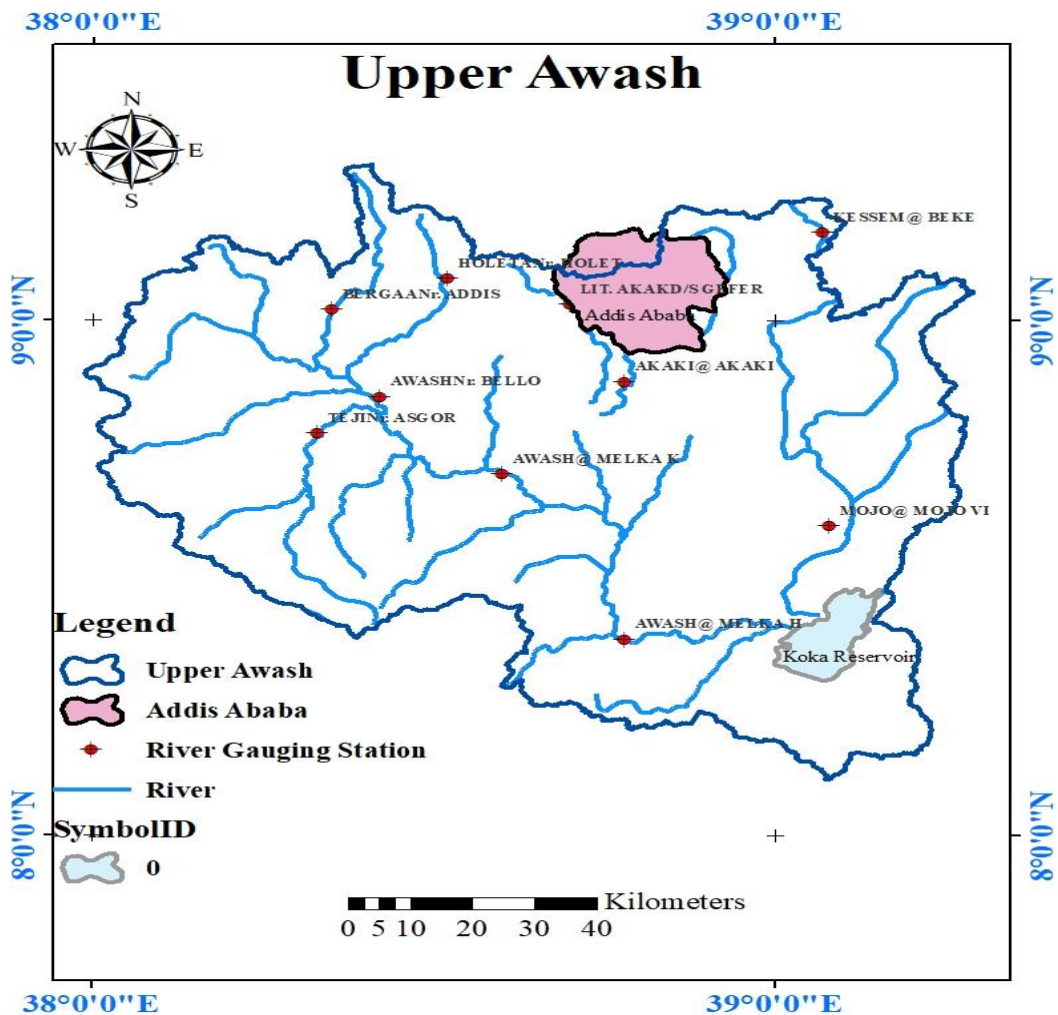 38°0'0"E
39°0'0"E
Upper Awash
N
W
E
S
KESSEM@ BEKE
HOLETANr. HOLET
BERGAANr. ADDIS
LIT. AKAKD/S GEFER
Addis Ababa
9°0'0"N
9°0'0"N
AKAKI@ AKAKI
AWASHNr. BELLO
TEJINr. ASGOR
AWASH@ MELKA K
MOJO@ MOJO VI
AWASH@ MELKA H
Koka Reservoir
Legend
Upper Awash
Addis Ababa
River Gauging Station
River
SymbolID
0
8°0'0"N
8°0'0"N
Kilometers
0 5 10 20 30 40
38°0'0"E
39°0'0"E